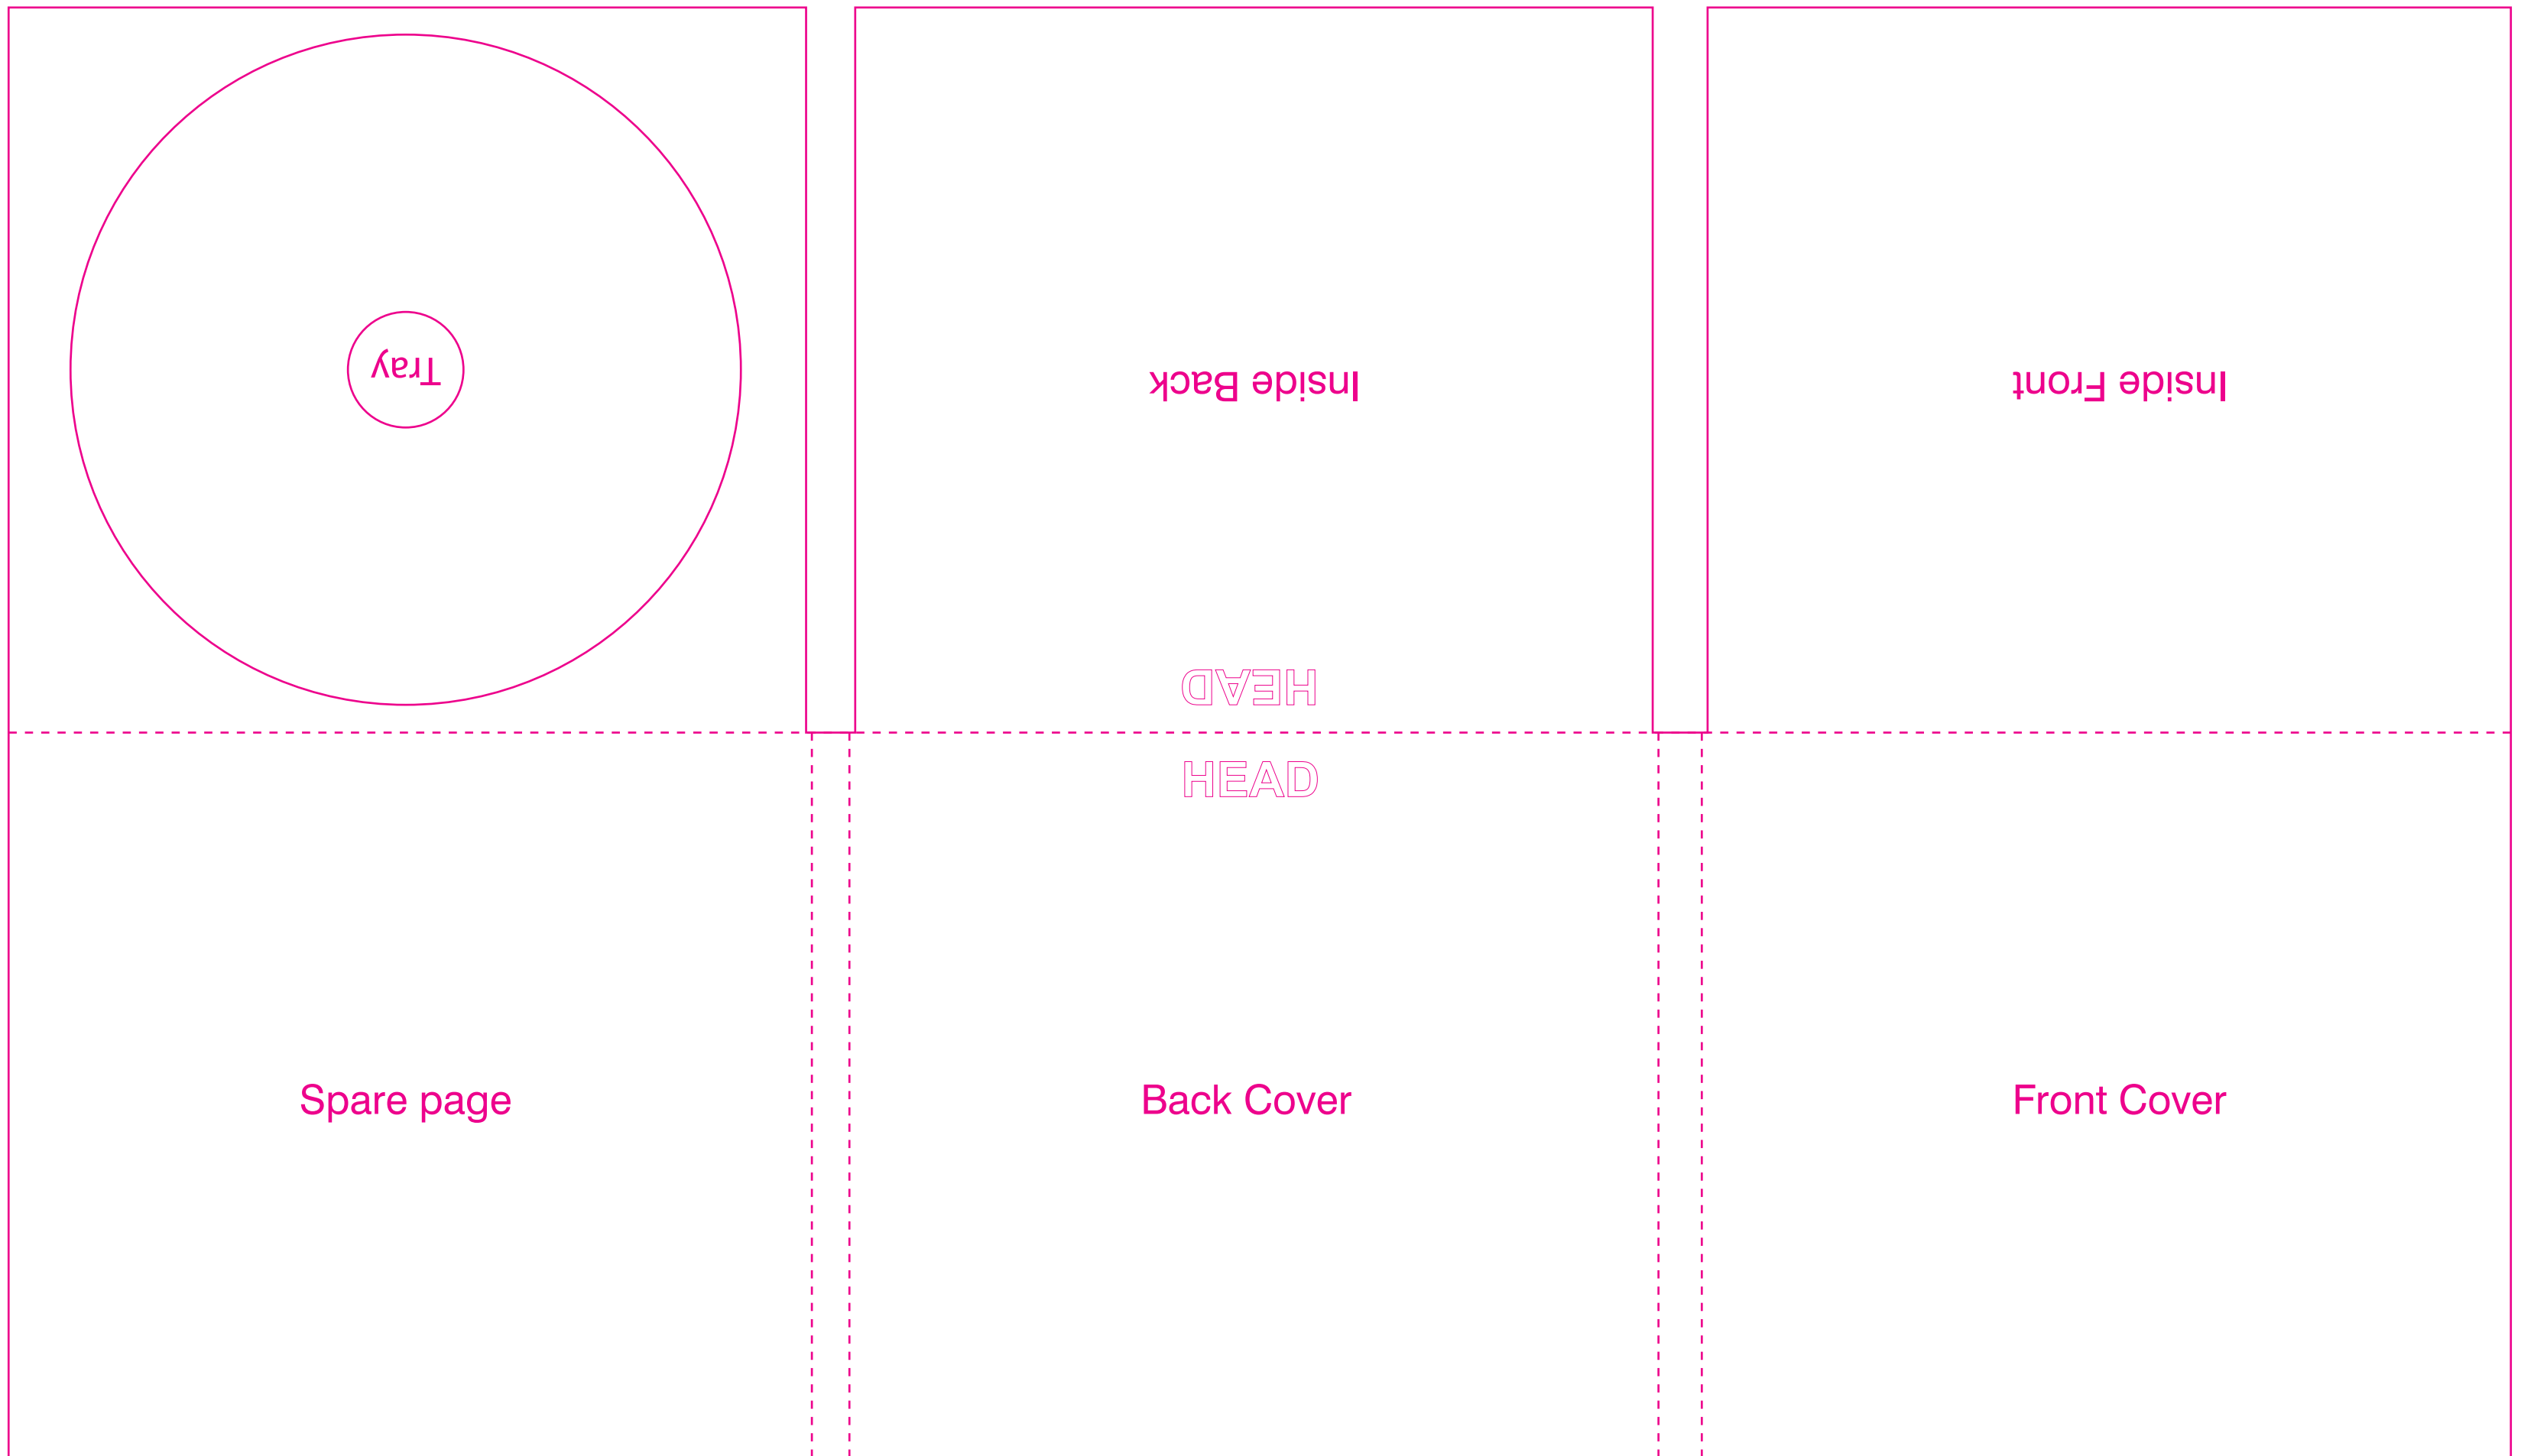 Tray
Inside Back
Inside Front
HEAD
HEAD
Spare page
Back Cover
Front Cover